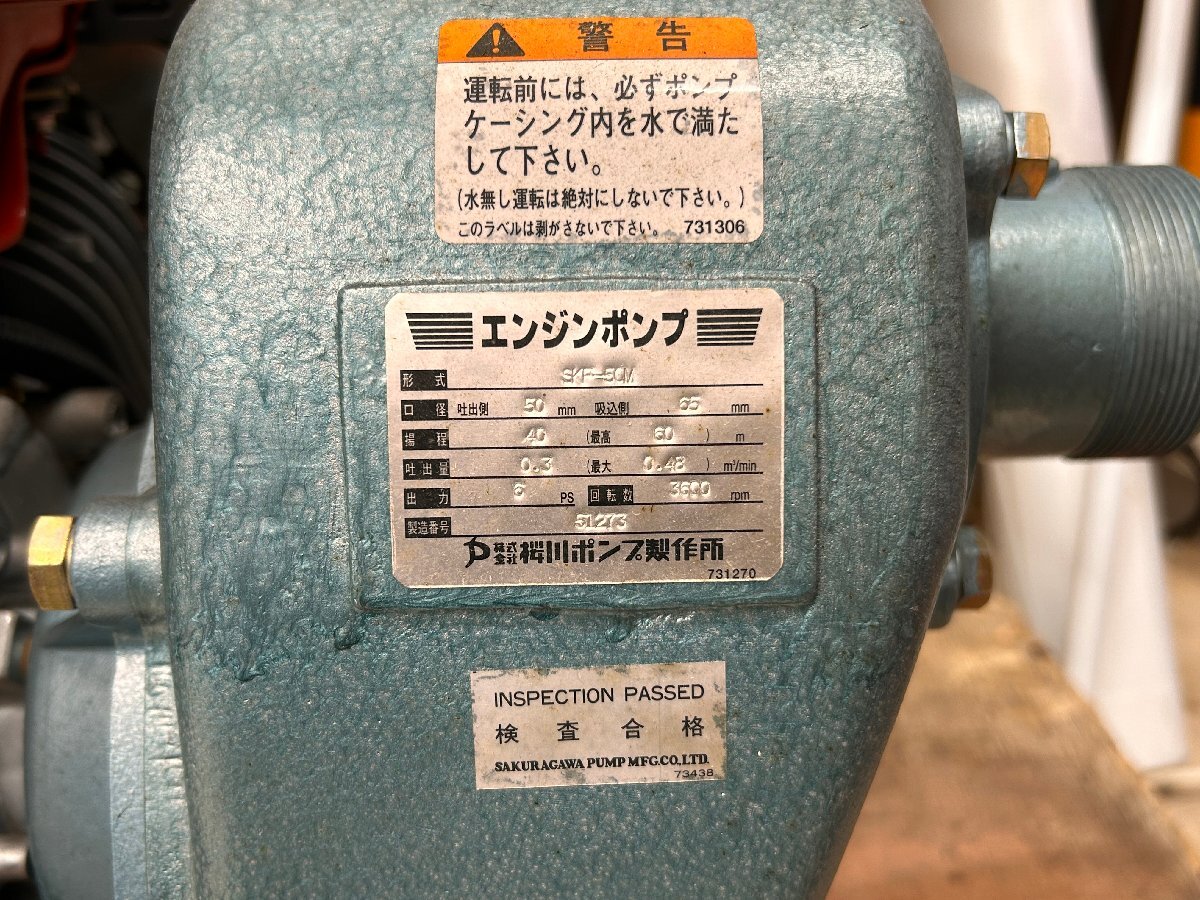 警告
運転前には、必ずポンプ
ケーシング内を水で満た
して下さい。
(水無し運転は絶対にしないで下さい。)
このラベルは剥がさないで下さい。 731306
エンジンポンプ
形式 SKF-50M
口径 吐出側 50 mm 吸込側 65 mm
揚程 40 (最高 60 ) m
吐出量 0.3 (最大 0.48 ) m³/min
出力 6 PS 回転数 3600 rpm
製造番号 51273
株式会社 桜川ポンプ製作所
731270
INSPECTION PASSED
検査合格
SAKURAGAWA PUMP MFG.CO.LTD.
73438